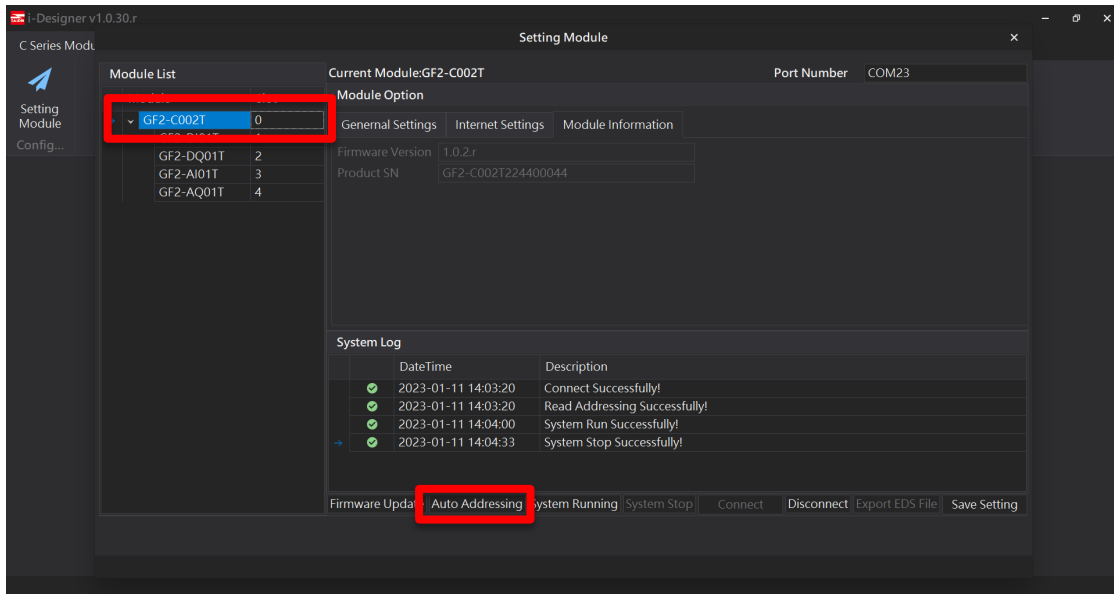 i-Designer v1.0.30.r
Setting Module
C Series Modu
Setting
Module
Config...
Module List
GF2-C002T 0
GF2-DQ01T 2
GF2-AI01T 3
GF2-AQ01T 4
Current Module:GF2-C002T
Port Number COM23
Module Option
Genernal Settings Internet Settings Module Information
Firmware Version 1.0.2.r
Product SN GF2-C002T224400044
System Log
DateTime Description
2023-01-11 14:03:20 Connect Successfully!
2023-01-11 14:03:20 Read Addressing Successfully!
2023-01-11 14:04:00 System Run Successfully!
2023-01-11 14:04:33 System Stop Successfully!
Firmware Update Auto Addressing System Running System Stop Connect Disconnect Export EDS File Save Setting